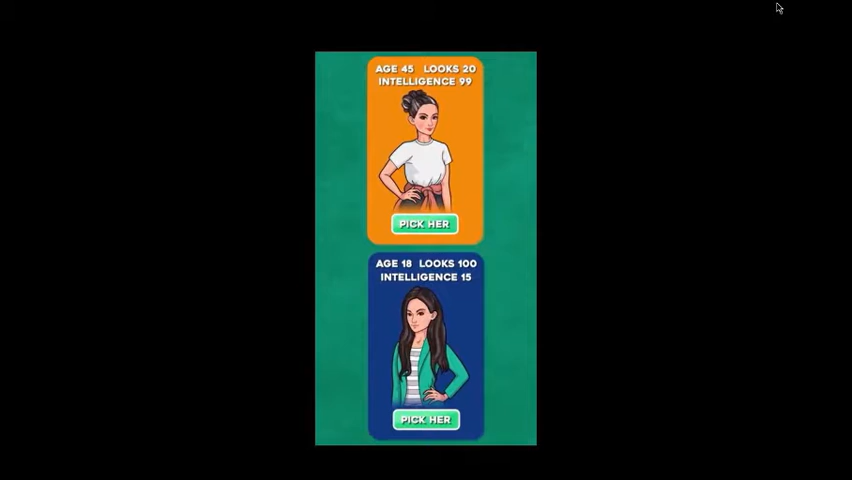 AGE 45 LOOKS 20
INTELLIGENCE 99
PICK HER
AGE 18 LOOKS 100
INTELLIGENCE 15
PICK HER